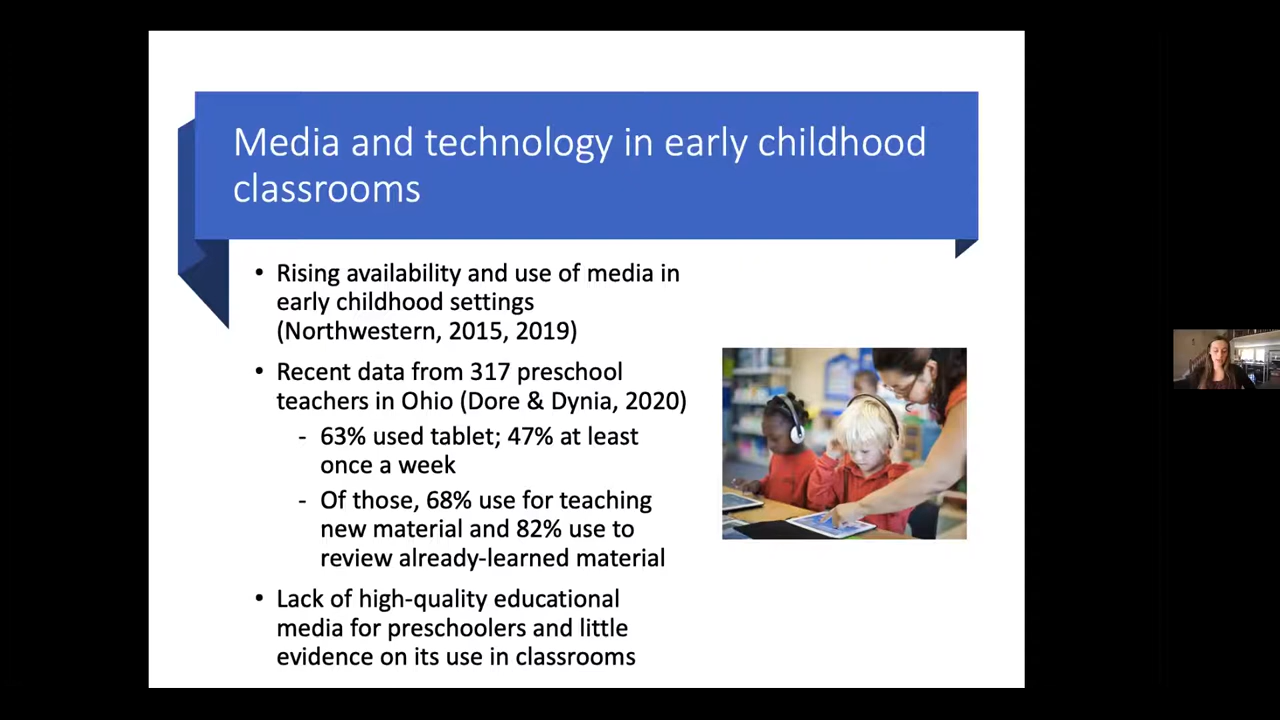 Media and technology in early childhood
classrooms
• Rising availability and use of media in
early childhood settings
(Northwestern, 2015, 2019)
• Recent data from 317 preschool
teachers in Ohio (Dore & Dynia, 2020)
- 63% used tablet; 47% at least
once a week
- Of those, 68% use for teaching
new material and 82% use to
review already-learned material
• Lack of high-quality educational
media for preschoolers and little
evidence on its use in classrooms